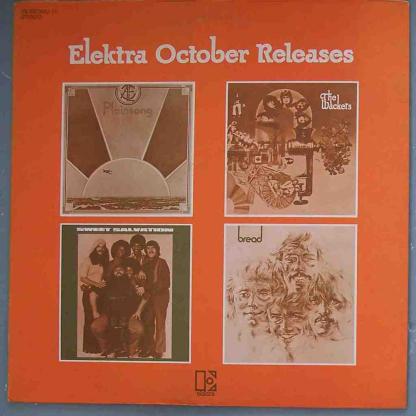 Elektra October Releases
Plainsong
The
Wackers
SWEET SALVATION
bread